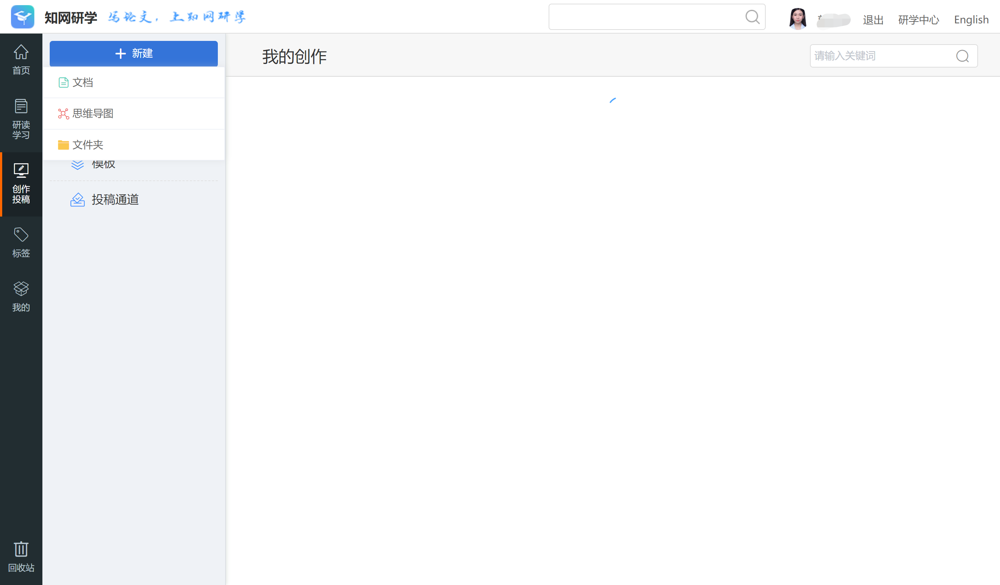 知网研学 写论文，上知网研学
退出 研学中心 English
首页
研读
学习
创作
投稿
标签
我的
回收站
新建
文档
思维导图
文件夹
模板
投稿通道
我的创作
请输入关键词